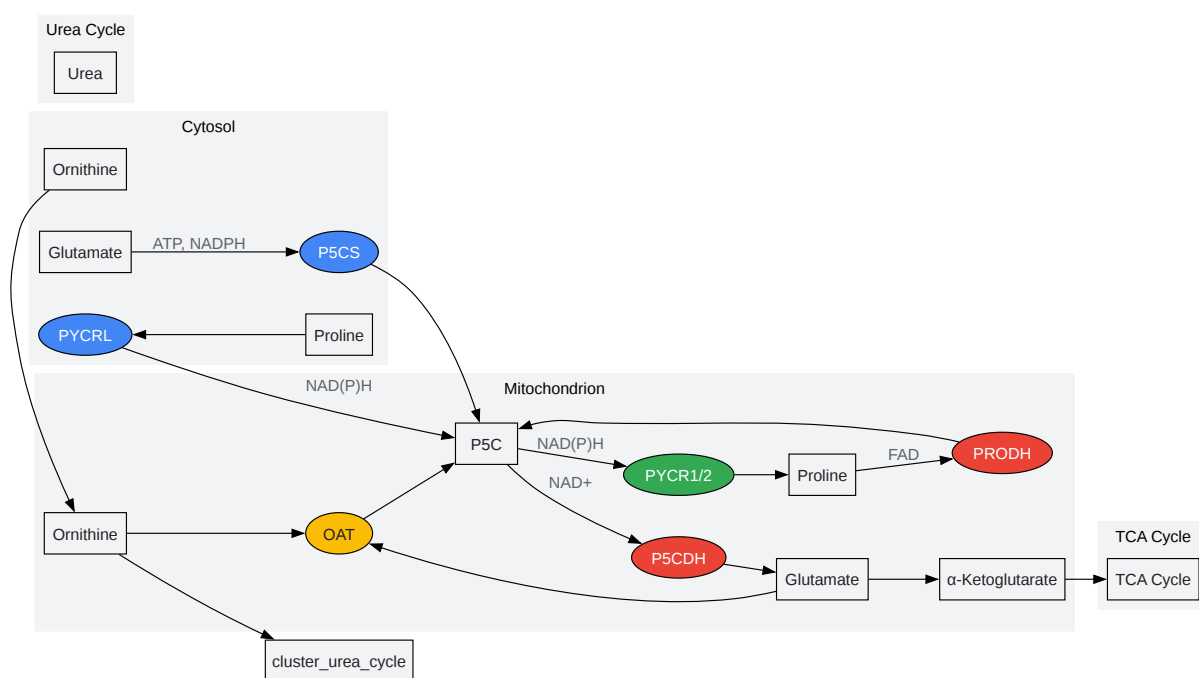 Urea Cycle
Urea
Cytosol
Ornithine
Glutamate
ATP, NADPH
P5CS
PYCRL
Proline
NAD(P)H
Mitochondrion
P5C
NAD(P)H
PYCR1/2
Proline
FAD
PRODH
NAD+
Ornithine
OAT
P5CDH
Glutamate
α-Ketoglutarate
TCA Cycle
TCA Cycle
cluster_urea_cycle